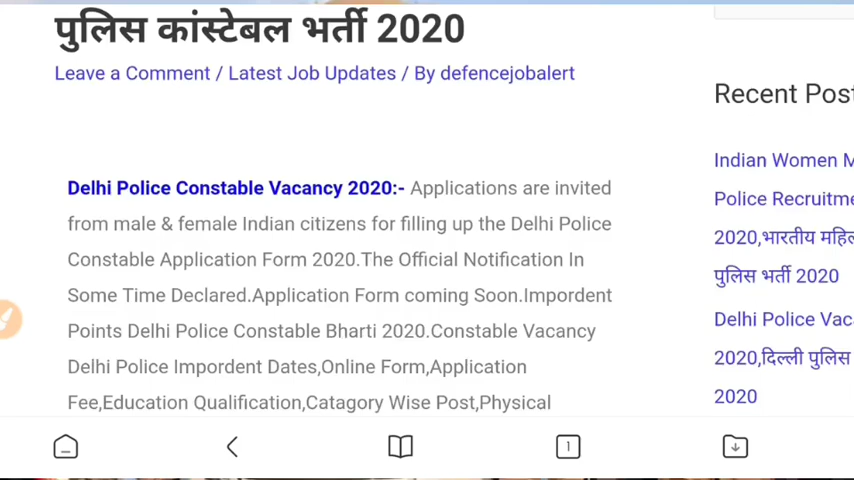 पुलिस कांस्टेबल भर्ती 2020
Leave a Comment / Latest Job Updates / By defencejobalert
Delhi Police Constable Vacancy 2020:- Applications are invited
from male & female Indian citizens for filling up the Delhi Police
Constable Application Form 2020.The Official Notification In
Some Time Declared.Application Form coming Soon.Impordent
Points Delhi Police Constable Bharti 2020.Constable Vacancy
Delhi Police Impordent Dates,Online Form,Application
Fee,Education Qualification,Catagory Wise Post,Physical
Recent Post
Indian Women M
Police Recruitme
2020,भारतीय महिल
पुलिस भर्ती 2020
Delhi Police Vac
2020,दिल्ली पुलिस
2020
1